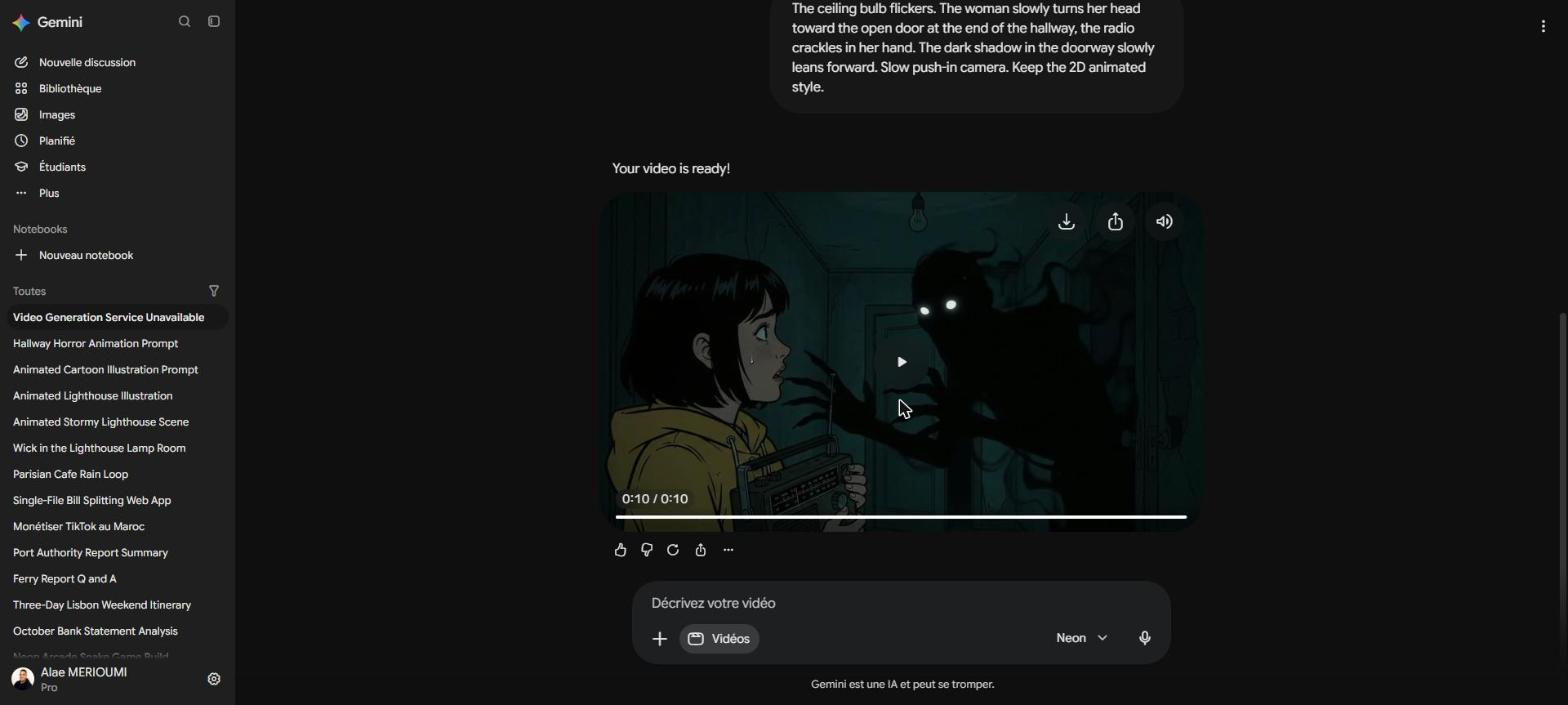 Gemini
Nouvelle discussion
Bibliothèque
Images
Planifié
Étudiants
Plus
Notebooks
Nouveau notebook
Toutes
Video Generation Service Unavailable
Hallway Horror Animation Prompt
Animated Cartoon Illustration Prompt
Animated Lighthouse Illustration
Animated Stormy Lighthouse Scene
Wick in the Lighthouse Lamp Room
Parisian Cafe Rain Loop
Single-File Bill Splitting Web App
Monétiser TikTok au Maroc
Port Authority Report Summary
Ferry Report Q and A
Three-Day Lisbon Weekend Itinerary
October Bank Statement Analysis
Neon Arcade Snake Game Build
Alae MERIOUMI
Pro
The ceiling bulb flickers. The woman slowly turns her head
toward the open door at the end of the hallway, the radio
crackles in her hand. The dark shadow in the doorway slowly
leans forward. Slow push-in camera. Keep the 2D animated
style.
Your video is ready!
0:10 / 0:10
Décrivez votre vidéo
Vidéos
Neon
Gemini est une IA et peut se tromper.